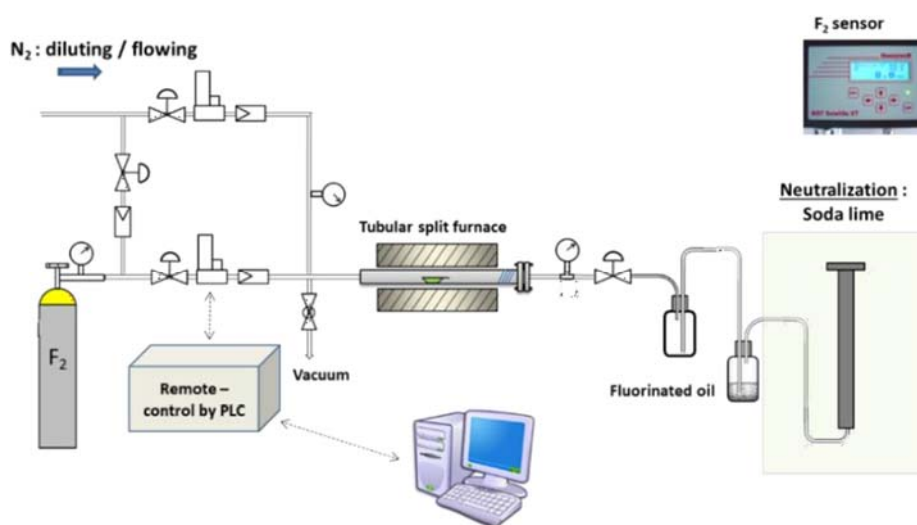 F₂ sensor
N₂ : diluting / flowing
Neutralization :
Soda lime
Tubular split furnace
F₂
Vacuum
Remote –
control by PLC
Fluorinated oil